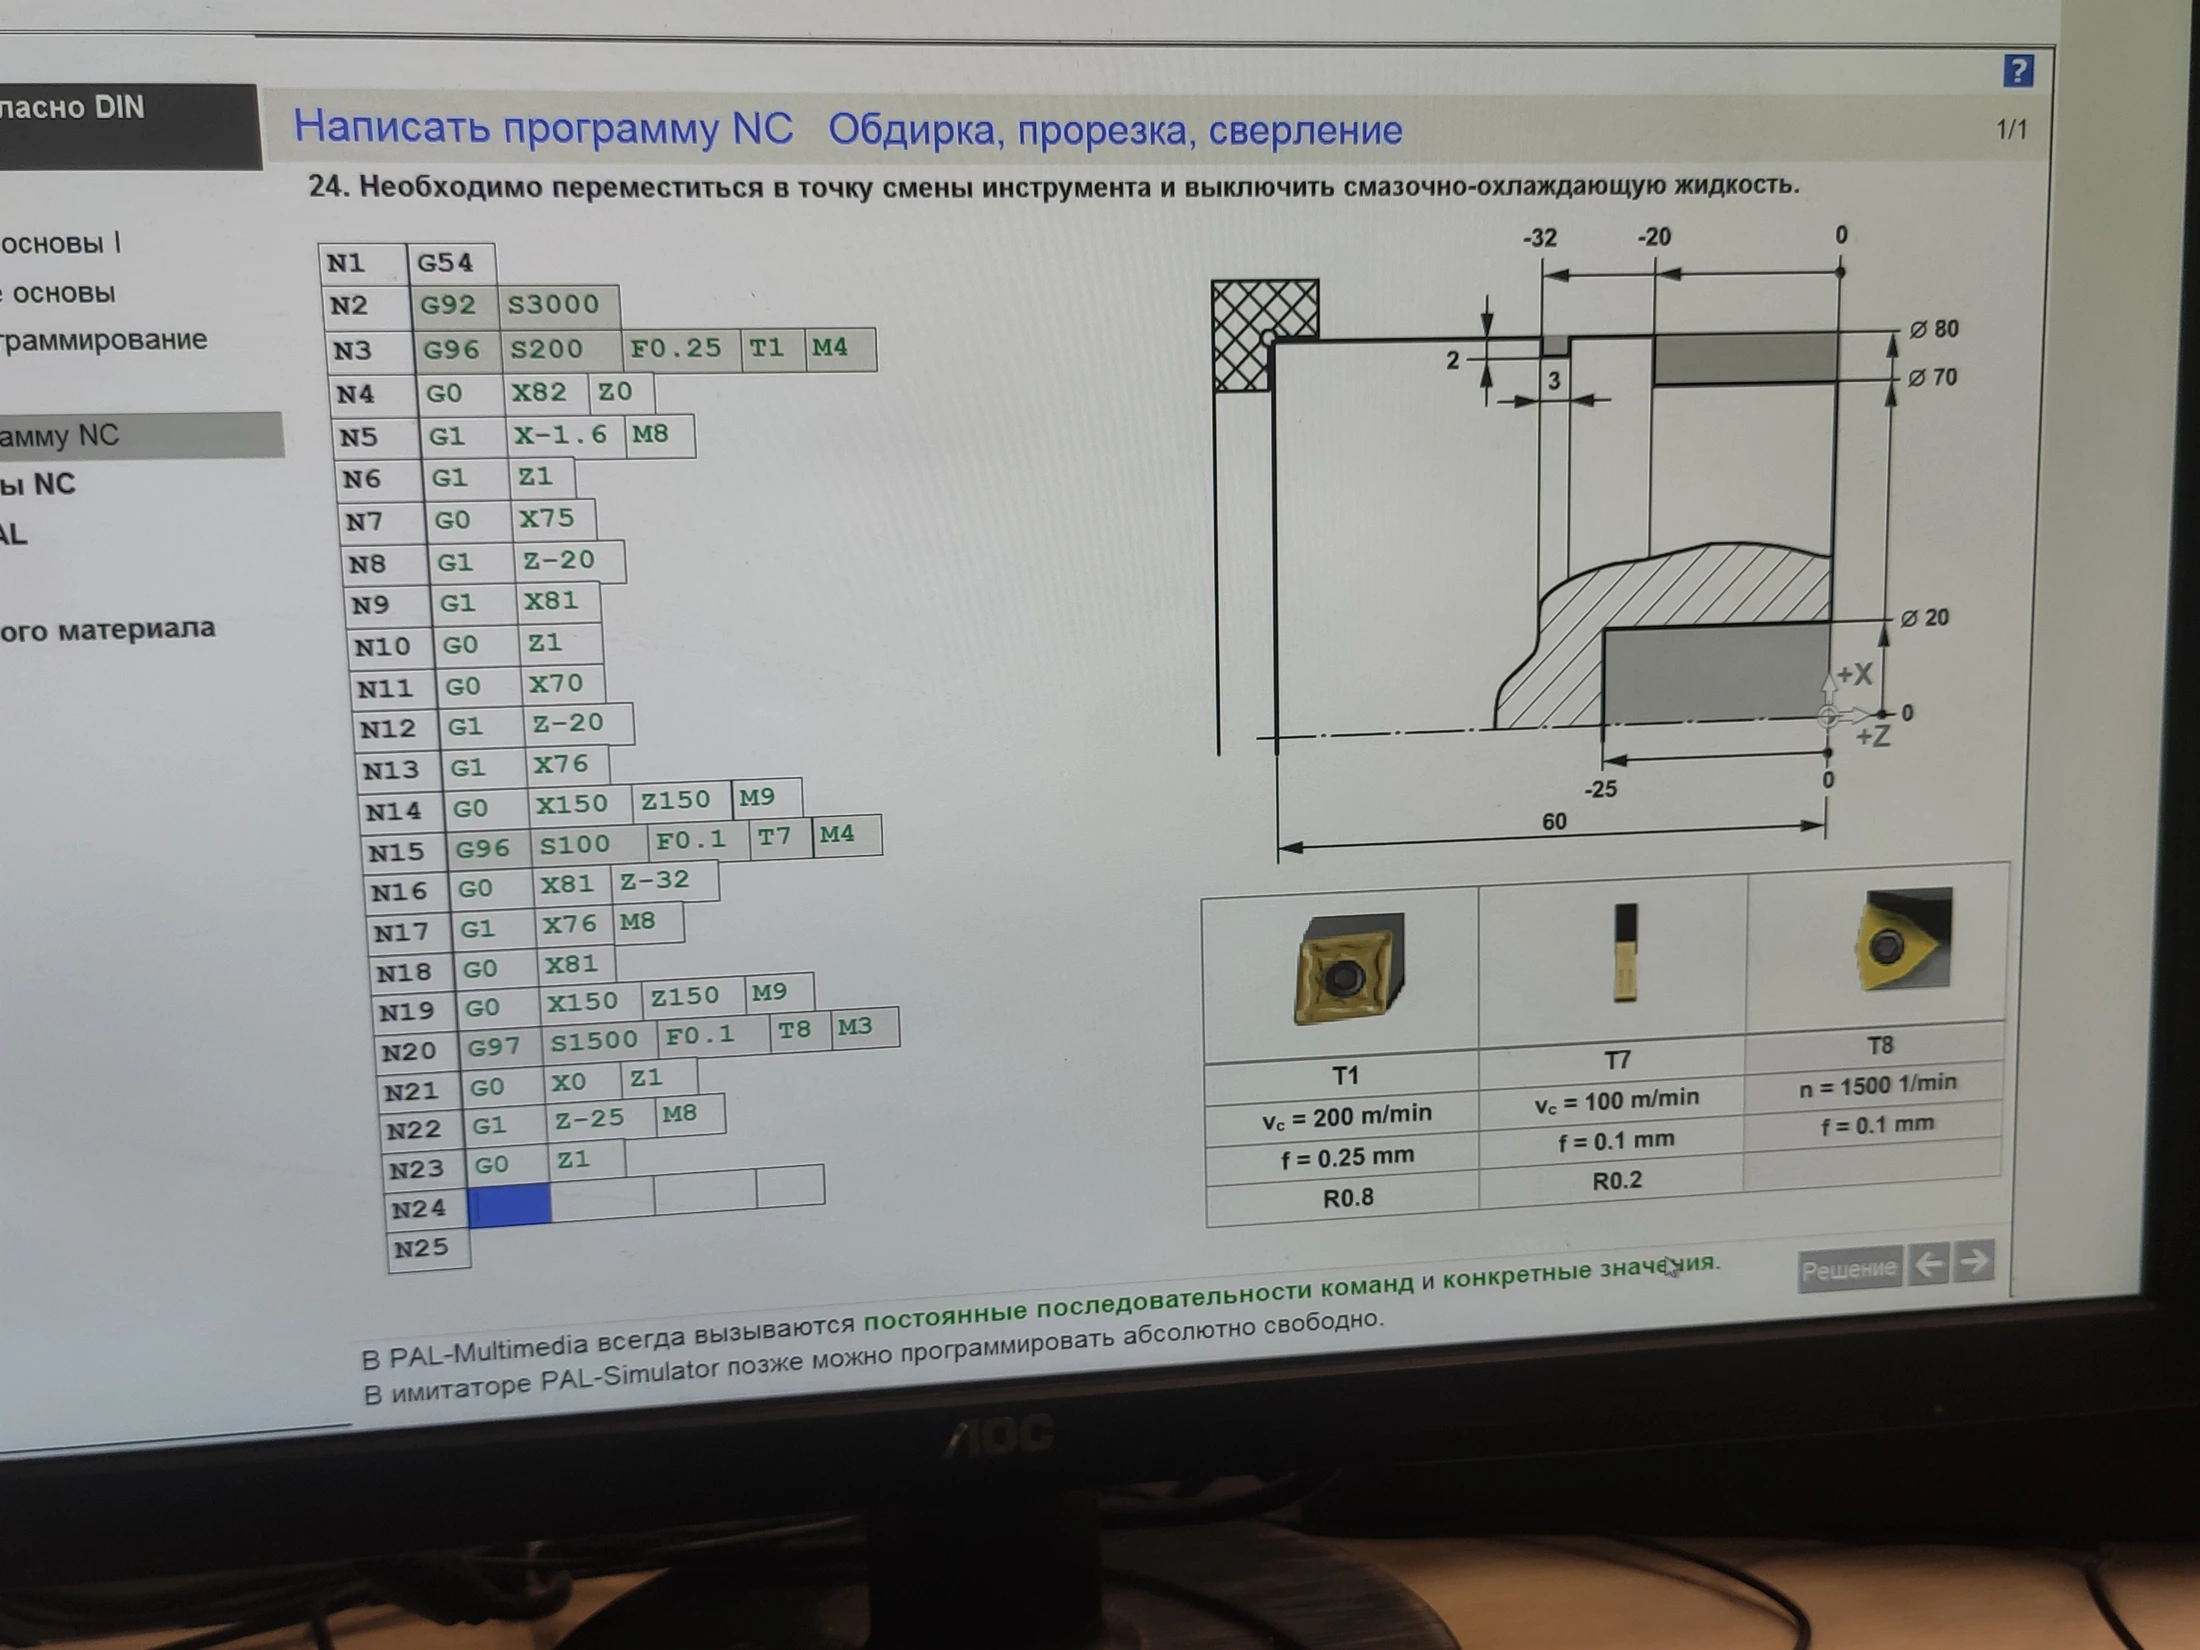 ласно DIN
основы I
е основы
граммирование
амму NC
ы NC
AL
ого материала
?
Написать программу NC Обдирка, прорезка, сверление
1/1
24. Необходимо переместиться в точку смены инструмента и выключить смазочно-охлаждающую жидкость.
N1 G54
N2 G92 S3000
N3 G96 S200 F0.25 T1 M4
N4 G0 X82 Z0
N5 G1 X-1.6 M8
N6 G1 Z1
N7 G0 X75
N8 G1 Z-20
N9 G1 X81
N10 G0 Z1
N11 G0 X70
N12 G1 Z-20
N13 G1 X76
N14 G0 X150 Z150 M9
N15 G96 S100 F0.1 T7 M4
N16 G0 X81 Z-32
N17 G1 X76 M8
N18 G0 X81
N19 G0 X150 Z150 M9
N20 G97 S1500 F0.1 T8 M3
N21 G0 X0 Z1
N22 G1 Z-25 M8
N23 G0 Z1
N24
N25
-32 -20 0
Ø 80
2
Ø 70
3
Ø 20
+X
0
+Z
-25
0
60
T1 T7 T8
vc = 200 m/min vc = 100 m/min n = 1500 1/min
f = 0.25 mm f = 0.1 mm f = 0.1 mm
R0.8 R0.2
Решение
В PAL-Multimedia всегда вызываются постоянные последовательности команд и конкретные значения.
В имитаторе PAL-Simulator позже можно программировать абсолютно свободно.
AOC